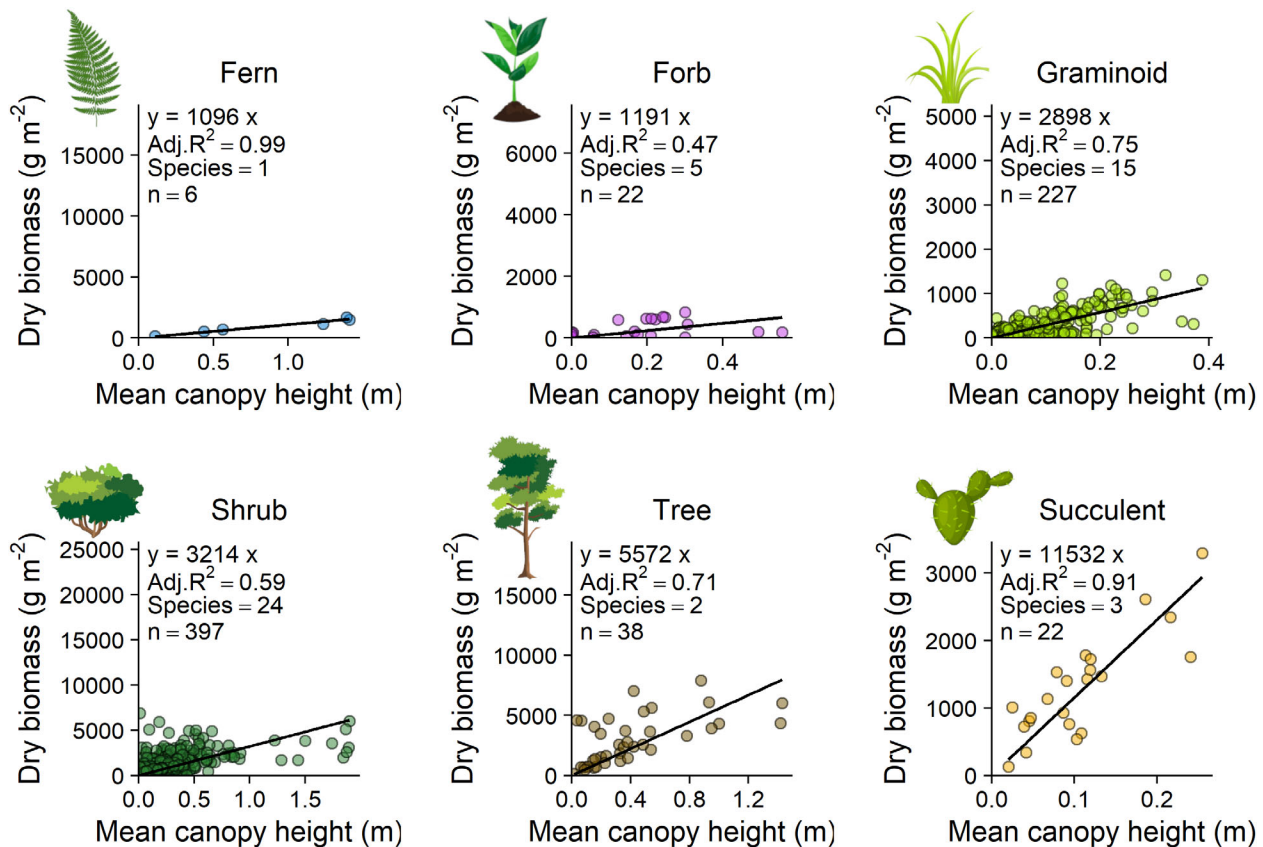 Fern
y = 1096 x
Adj.R² = 0.99
Species = 1
n = 6
Dry biomass (g m⁻²)
15000
10000
5000
0
0.0 0.5 1.0
Mean canopy height (m)
Forb
y = 1191 x
Adj.R² = 0.47
Species = 5
n = 22
Dry biomass (g m⁻²)
6000
4000
2000
0
0.0 0.2 0.4
Mean canopy height (m)
Graminoid
y = 2898 x
Adj.R² = 0.75
Species = 15
n = 227
Dry biomass (g m⁻²)
5000
4000
3000
2000
1000
0
0.0 0.2 0.4
Mean canopy height (m)
Shrub
y = 3214 x
Adj.R² = 0.59
Species = 24
n = 397
Dry biomass (g m⁻²)
25000
20000
15000
10000
5000
0
0.0 0.5 1.0 1.5
Mean canopy height (m)
Tree
y = 5572 x
Adj.R² = 0.71
Species = 2
n = 38
Dry biomass (g m⁻²)
15000
10000
5000
0
0.0 0.4 0.8 1.2
Mean canopy height (m)
Succulent
y = 11532 x
Adj.R² = 0.91
Species = 3
n = 22
Dry biomass (g m⁻²)
3000
2000
1000
0
0.0 0.1 0.2
Mean canopy height (m)